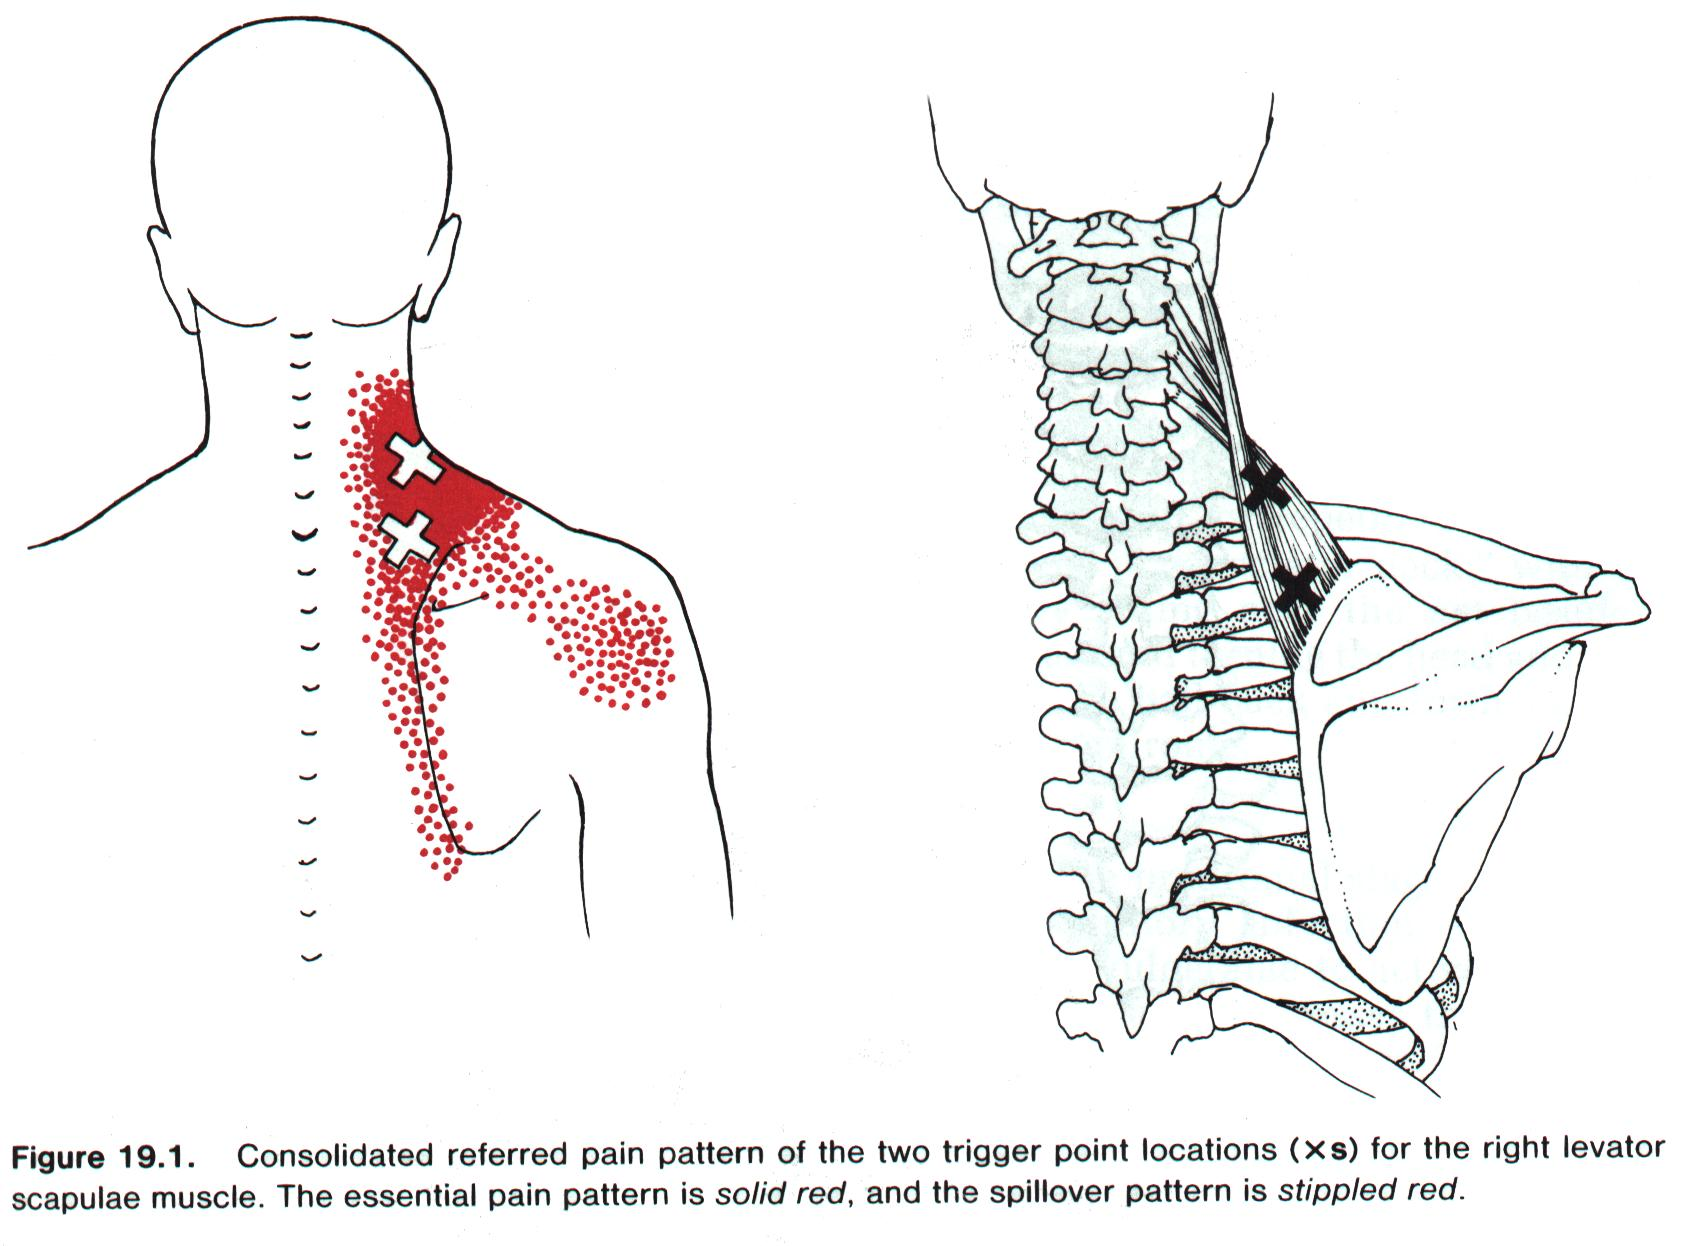 Figure 19.1. Consolidated referred pain pattern of the two trigger point locations (×s) for the right levator
scapulae muscle. The essential pain pattern is solid red, and the spillover pattern is stippled red.